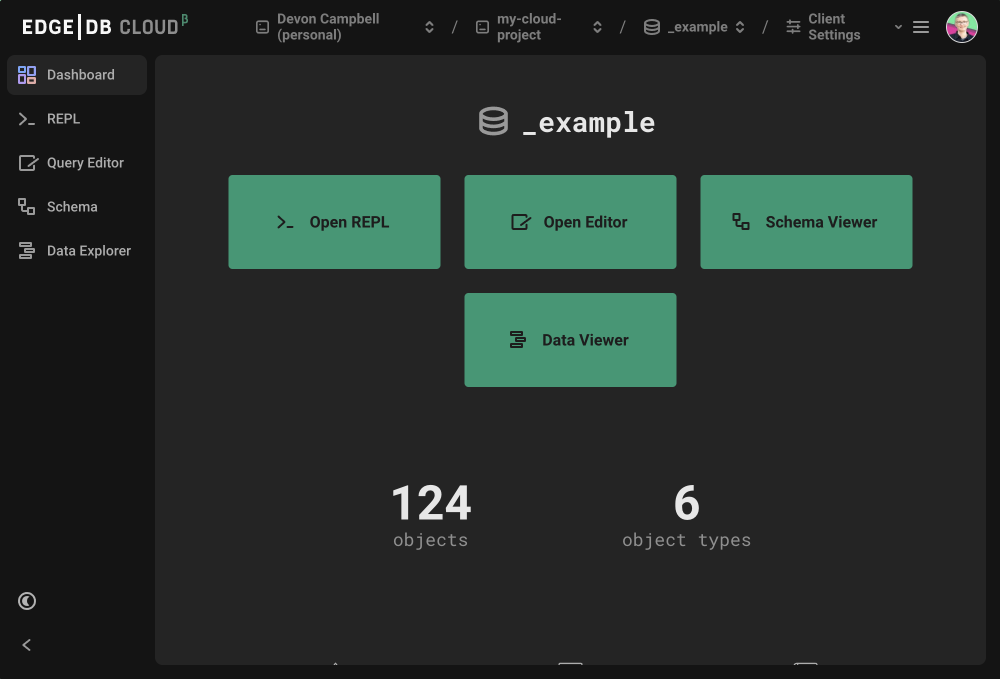 EDGE|DB CLOUD β
Devon Campbell
(personal)
/
my-cloud-
project
/
_example
/
Client
Settings
Dashboard
REPL
Query Editor
Schema
Data Explorer
_example
Open REPL
Open Editor
Schema Viewer
Data Viewer
124
objects
6
object types